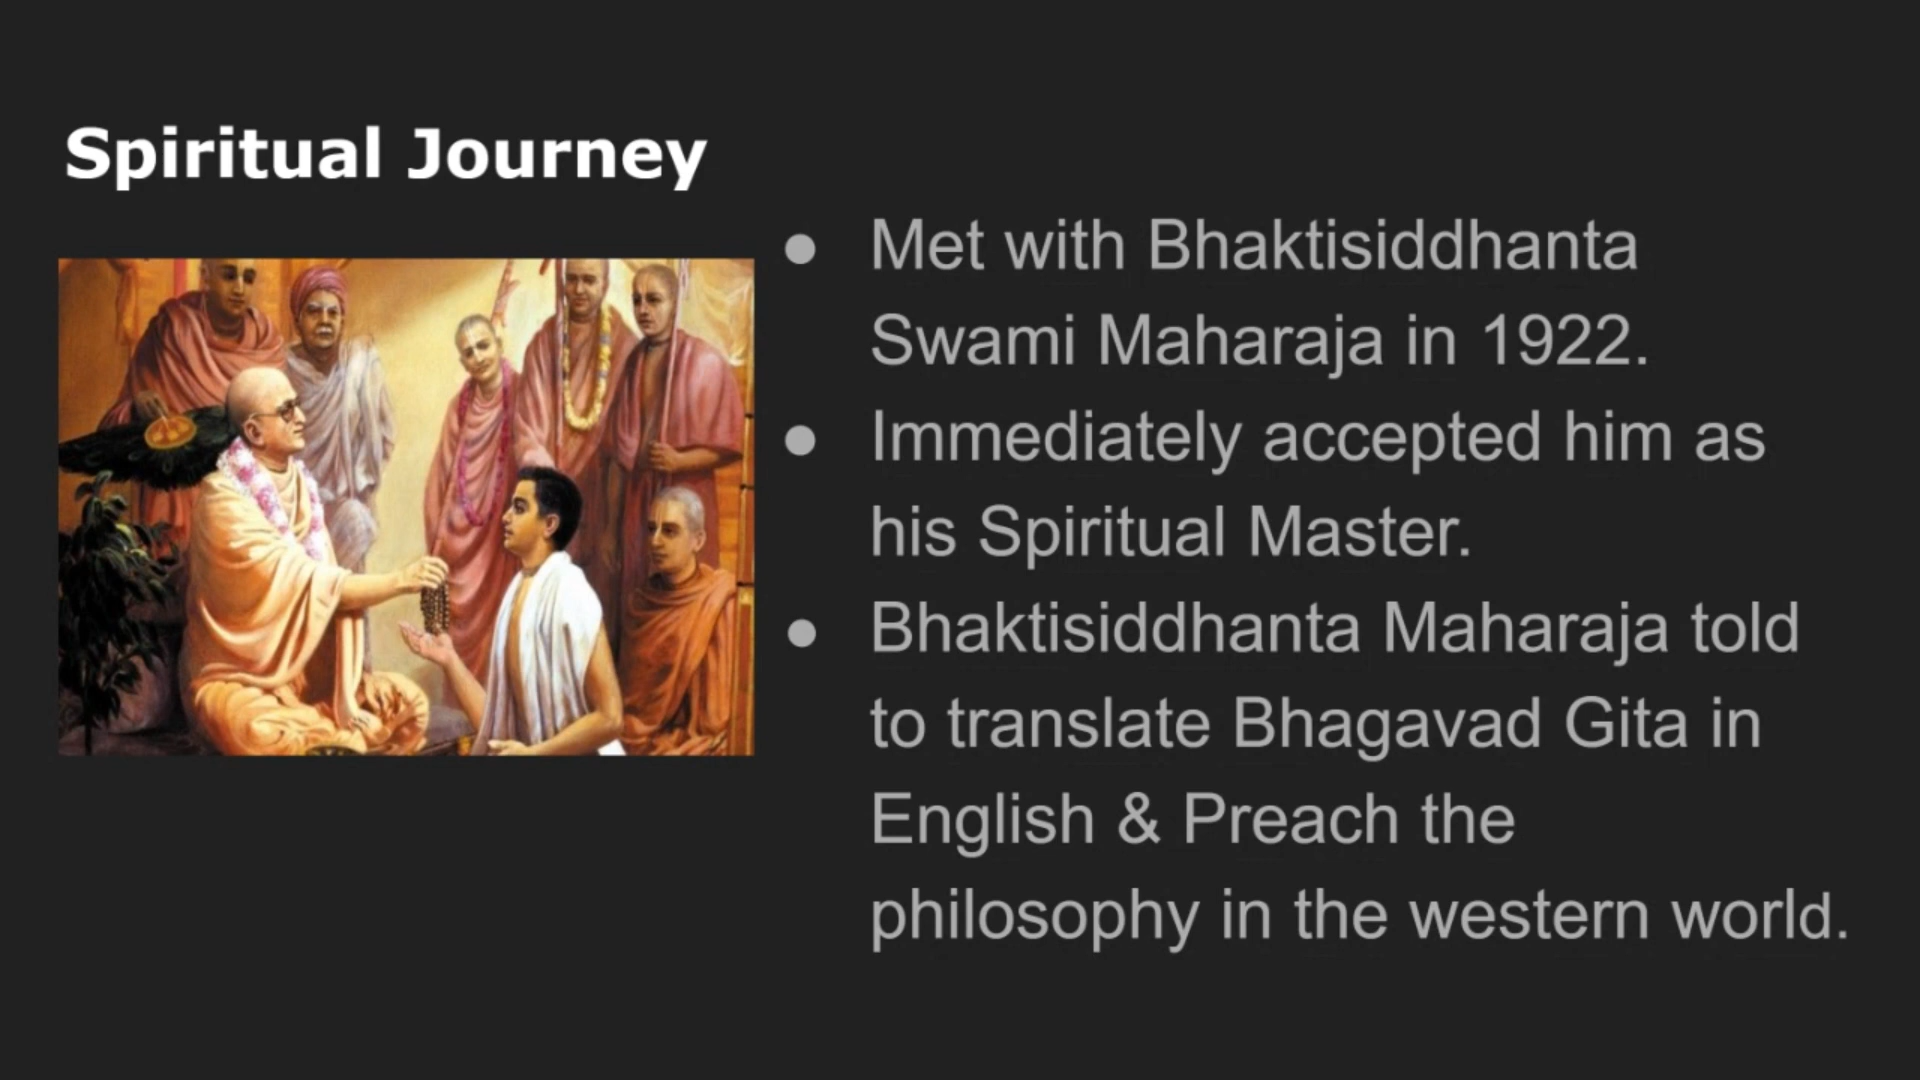 Spiritual Journey
● Met with Bhaktisiddhanta
Swami Maharaja in 1922.
● Immediately accepted him as
his Spiritual Master.
● Bhaktisiddhanta Maharaja told
to translate Bhagavad Gita in
English & Preach the
philosophy in the western world.